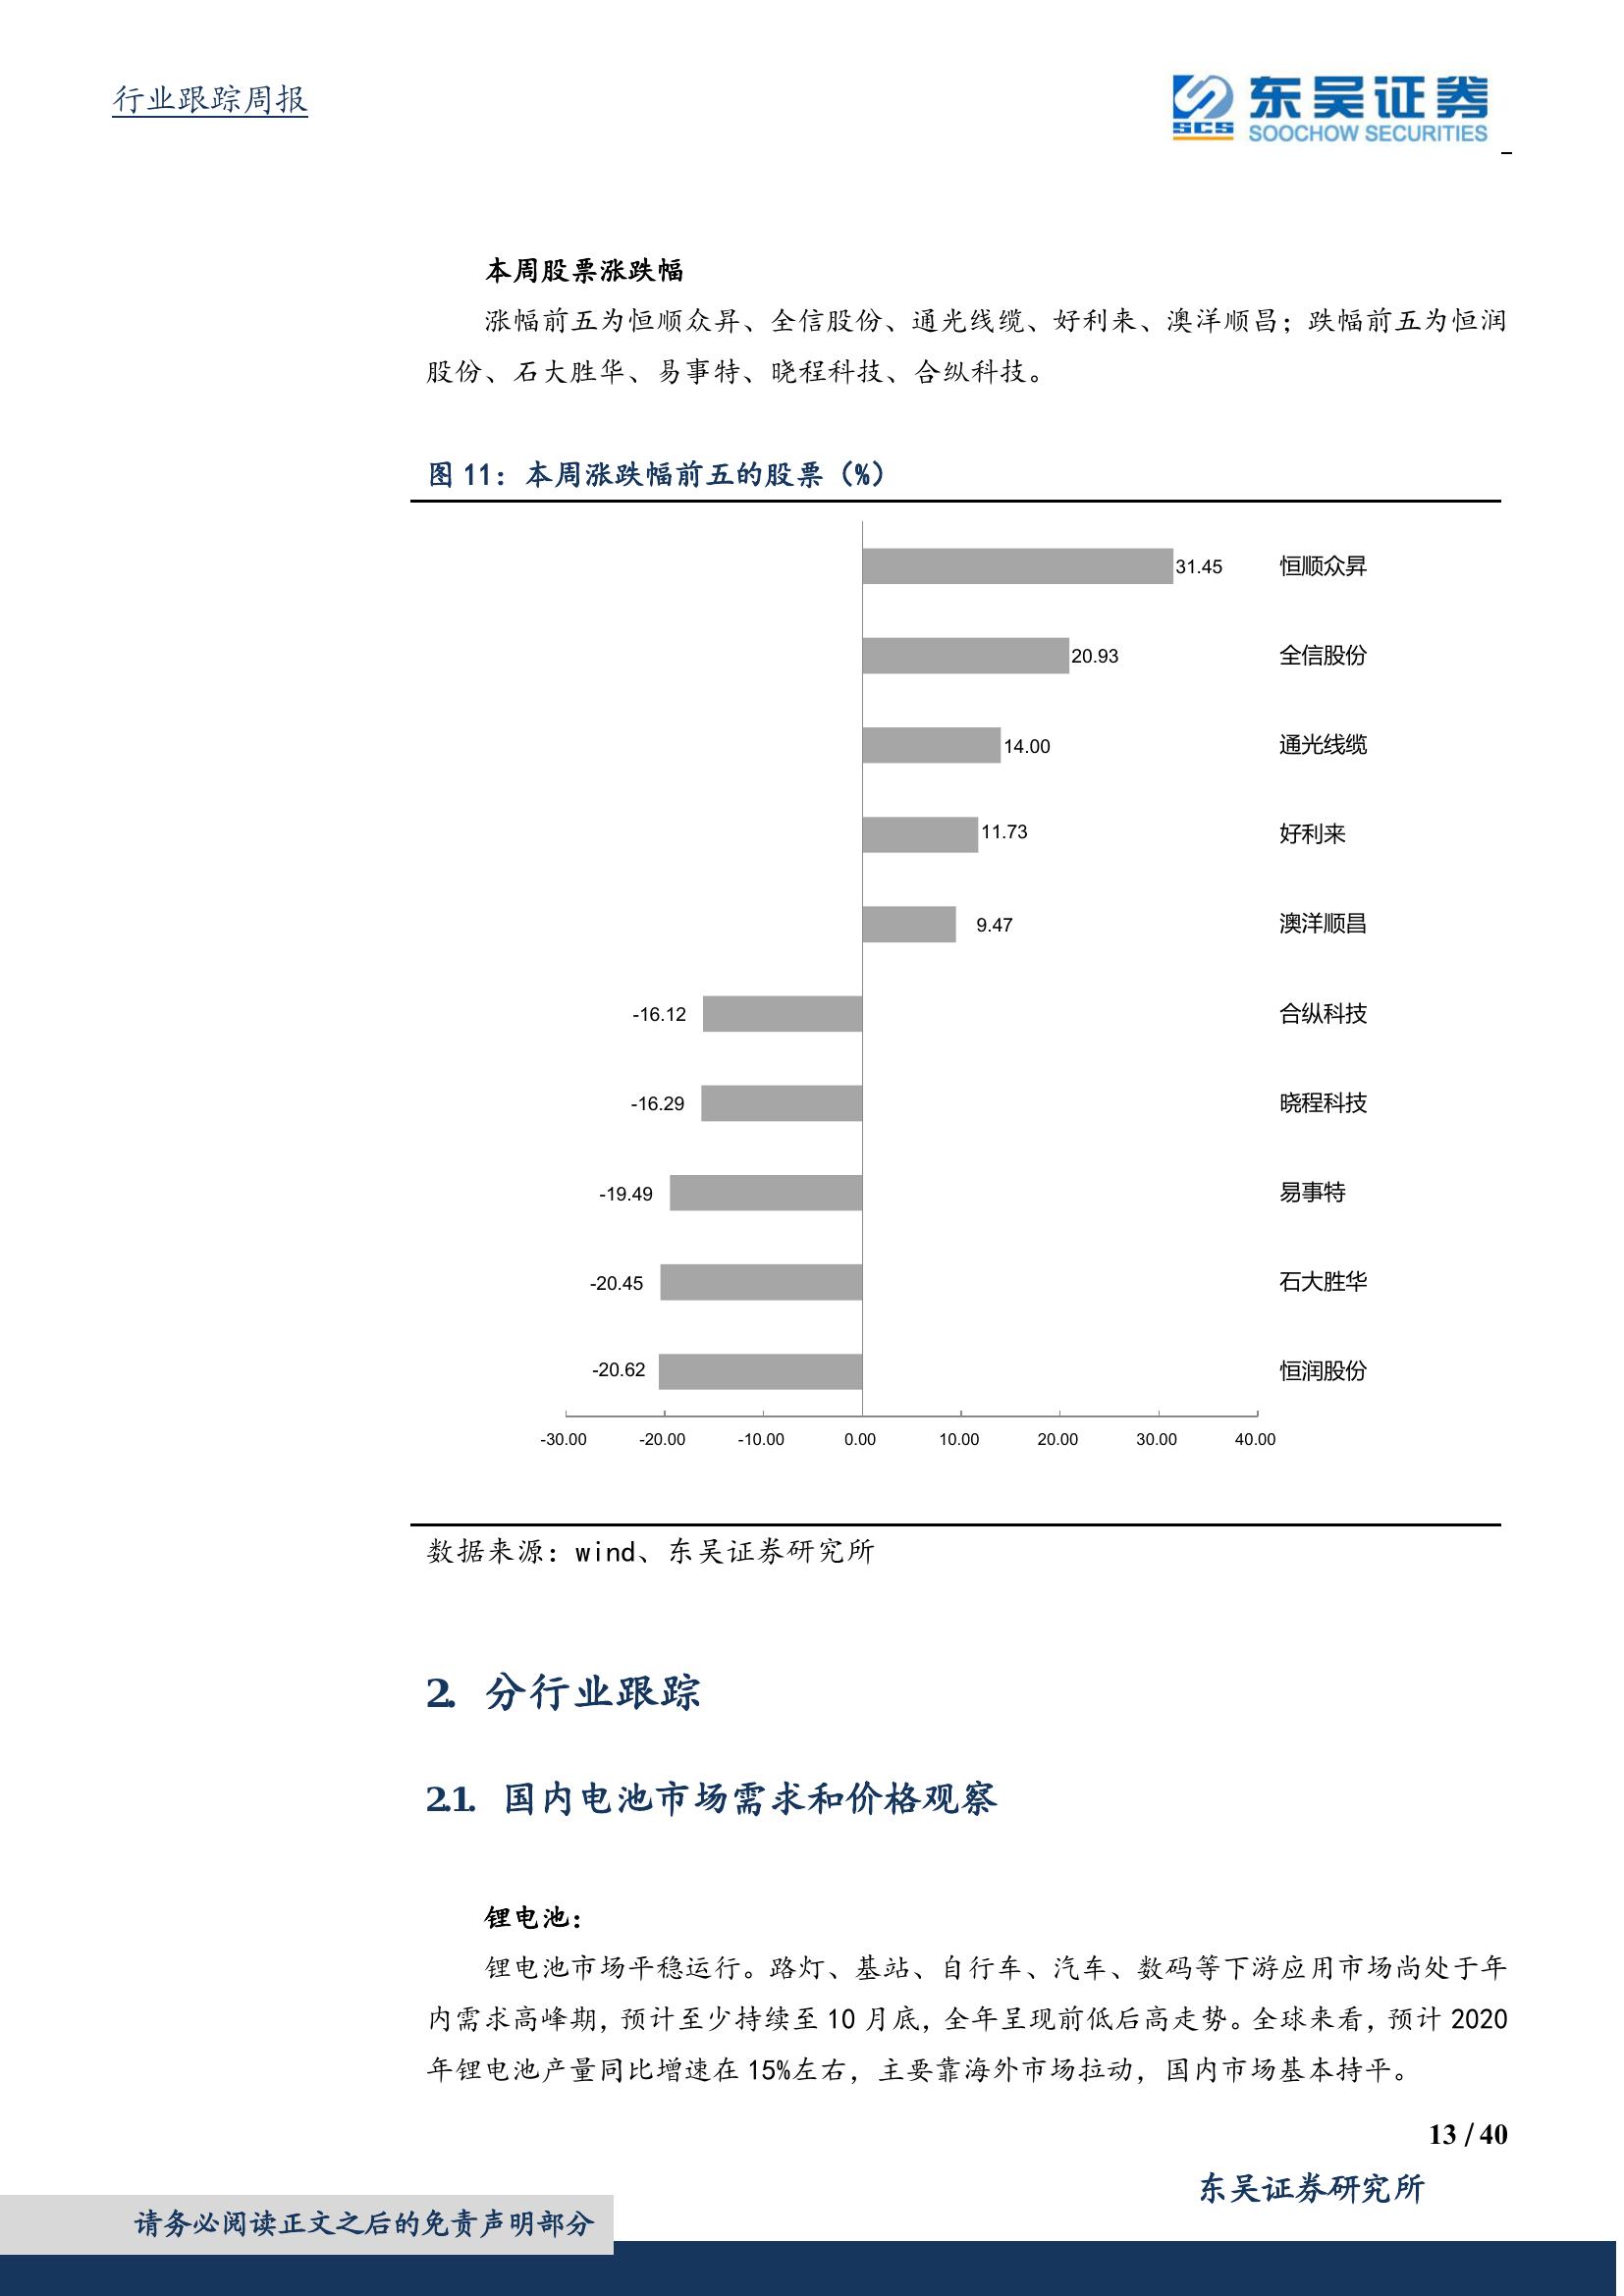 行业跟踪周报
SCS 东吴证券
SOOCHOW SECURITIES
本周股票涨跌幅
涨幅前五为恒顺众昇、全信股份、通光线缆、好利来、澳洋顺昌；跌幅前五为恒润
股份、石大胜华、易事特、晓程科技、合纵科技。
图 11：本周涨跌幅前五的股票（%）
31.45 恒顺众昇
20.93 全信股份
14.00 通光线缆
11.73 好利来
9.47 澳洋顺昌
-16.12 合纵科技
-16.29 晓程科技
-19.49 易事特
-20.45 石大胜华
-20.62 恒润股份
-30.00 -20.00 -10.00 0.00 10.00 20.00 30.00 40.00
数据来源：wind、东吴证券研究所
2. 分行业跟踪
2.1. 国内电池市场需求和价格观察
锂电池：
锂电池市场平稳运行。路灯、基站、自行车、汽车、数码等下游应用市场尚处于年
内需求高峰期，预计至少持续至 10 月底，全年呈现前低后高走势。全球来看，预计 2020
年锂电池产量同比增速在 15%左右，主要靠海外市场拉动，国内市场基本持平。
13 / 40
东吴证券研究所
请务必阅读正文之后的免责声明部分